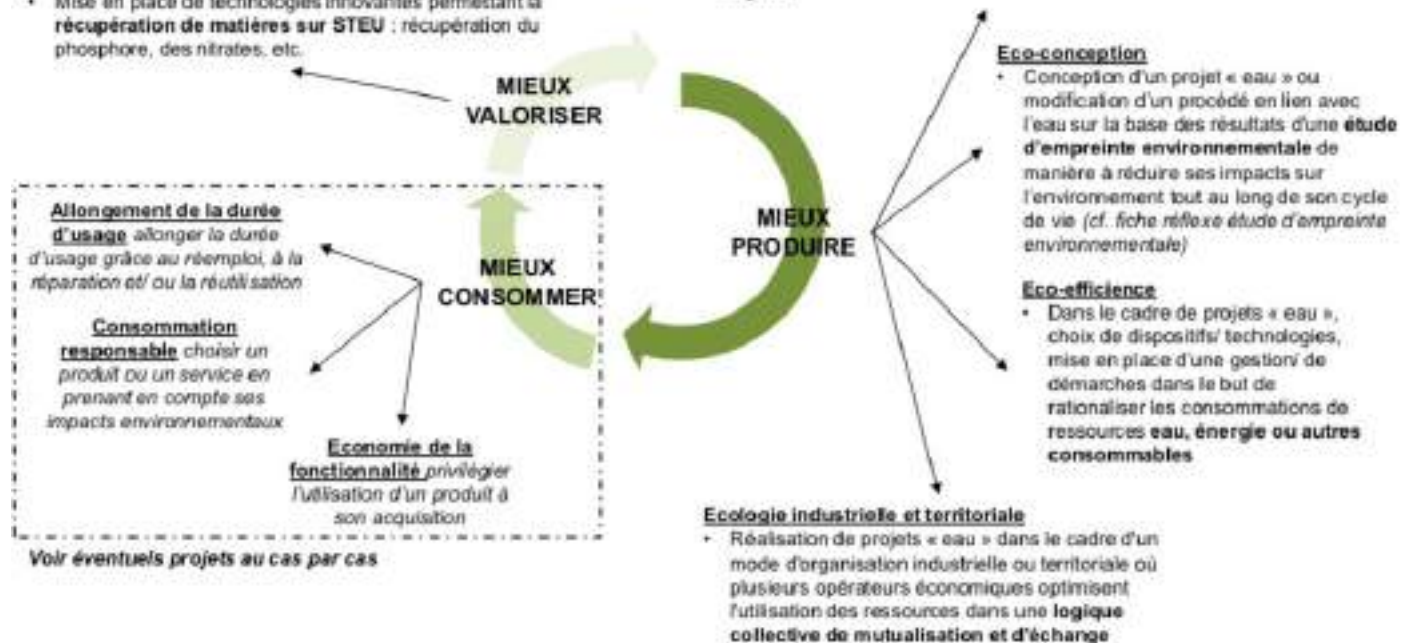 • Mise en place de technologies innovantes permettant la
récupération de matières sur STEU : récupération du
phosphore, des nitrates, etc.
MIEUX
VALORISER
Allongement de la durée
d'usage allonger la durée
d'usage grâce au réemploi, à la
réparation et/ ou la réutilisation
Consommation
responsable choisir un
produit ou un service en
prenant en compte ses
impacts environnementaux
Economie de la
fonctionnalité privilégier
l'utilisation d'un produit à
son acquisition
MIEUX
CONSOMMER
Voir éventuels projets au cas par cas
MIEUX
PRODUIRE
Eco-conception
• Conception d'un projet « eau » ou
modification d'un procédé en lien avec
l'eau sur la base des résultats d'une étude
d'empreinte environnementale de
manière à réduire ses impacts sur
l'environnement tout au long de son cycle
de vie (cf. fiche réflexe étude d'empreinte
environnementale)
Eco-efficience
• Dans le cadre de projets « eau »,
choix de dispositifs/ technologies,
mise en place d'une gestion/ de
démarches dans le but de
rationaliser les consommations de
ressources eau, énergie ou autres
consommables
Ecologie industrielle et territoriale
• Réalisation de projets « eau » dans le cadre d'un
mode d'organisation industrielle ou territoriale où
plusieurs opérateurs économiques optimisent
l'utilisation des ressources dans une logique
collective de mutualisation et d'échange